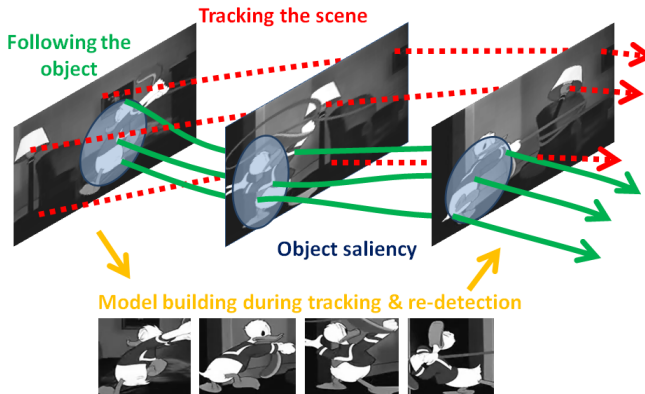 Tracking the scene
Following the
object
Object saliency
Model building during tracking & re-detection